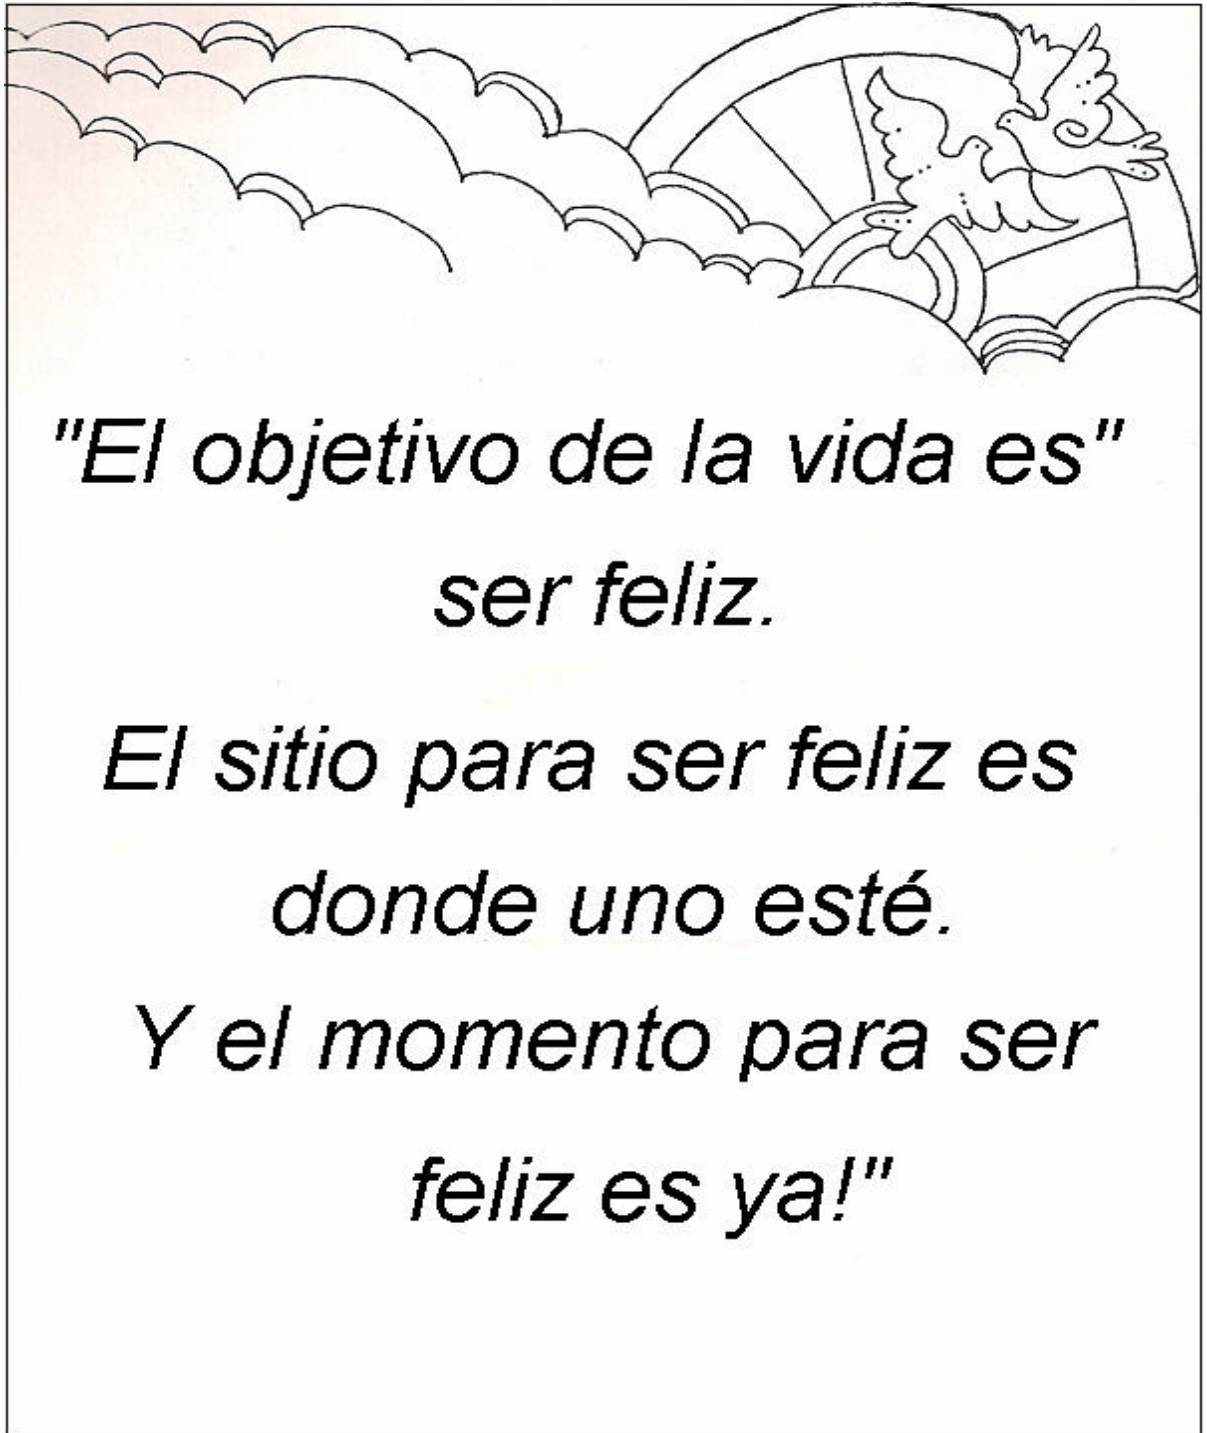 "El objetivo de la vida es"
ser feliz.
El sitio para ser feliz es
donde uno esté.
Y el momento para ser
feliz es ya!"